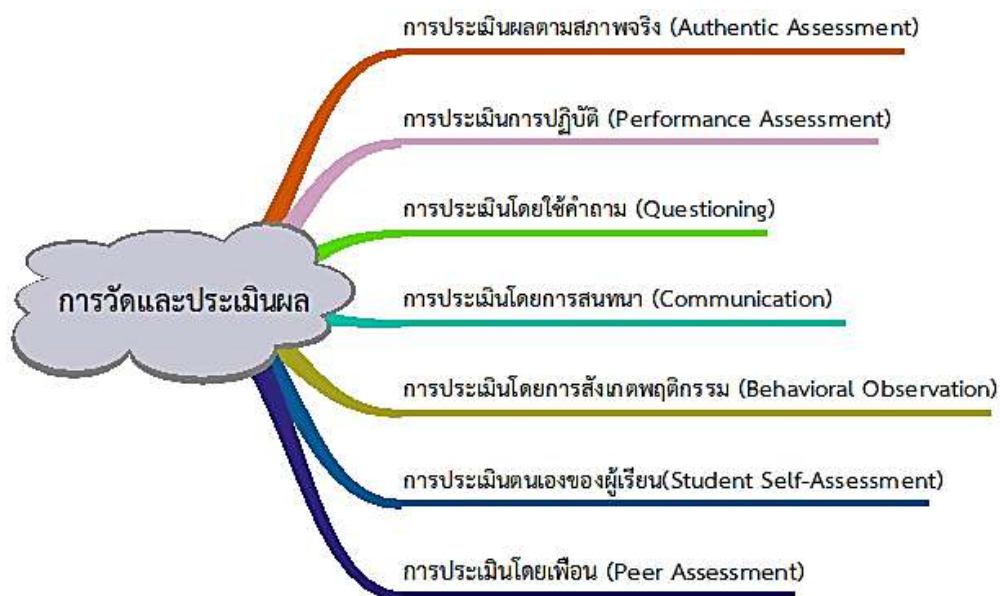 การประเมินผลตามสภาพจริง (Authentic Assessment)
การประเมินการปฏิบัติ (Performance Assessment)
การประเมินโดยใช้คำถาม (Questioning)
การวัดและประเมินผล
การประเมินโดยการสนทนา (Communication)
การประเมินโดยการสังเกตพฤติกรรม (Behavioral Observation)
การประเมินตนเองของผู้เรียน(Student Self-Assessment)
การประเมินโดยเพื่อน (Peer Assessment)